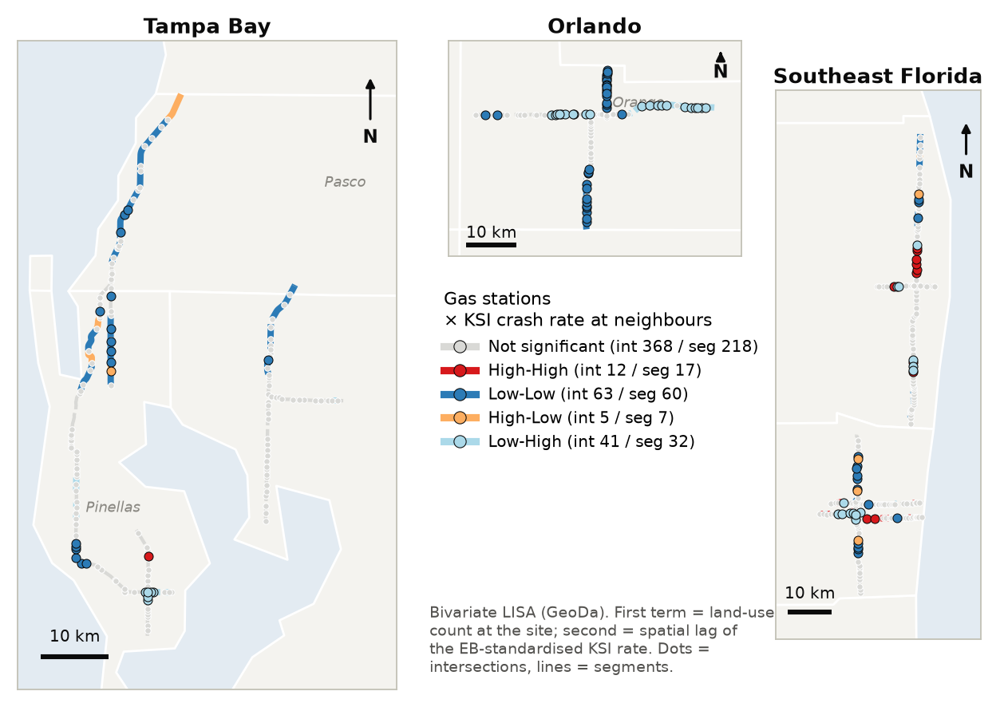 Tampa Bay
Orlando
Southeast Florida
N
Pasco
Pinellas
10 km
N
Orange
10 km
N
10 km
Gas stations
× KSI crash rate at neighbours
Not significant (int 368 / seg 218)
High-High (int 12 / seg 17)
Low-Low (int 63 / seg 60)
High-Low (int 5 / seg 7)
Low-High (int 41 / seg 32)
Bivariate LISA (GeoDa). First term = land-use
count at the site; second = spatial lag of
the EB-standardised KSI rate. Dots =
intersections, lines = segments.